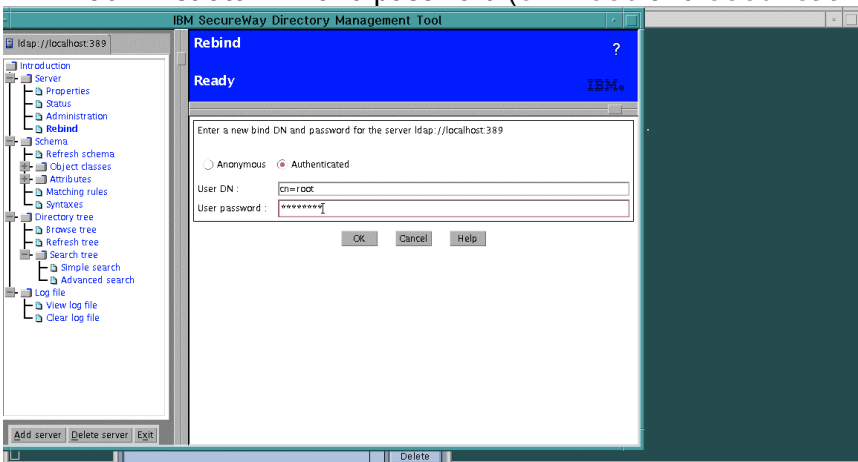 IBM SecureWay Directory Management Tool
ldap://localhost:389
Introduction
Server
Properties
Status
Administration
Rebind
Schema
Refresh schema
Object classes
Attributes
Matching rules
Syntaxes
Directory tree
Browse tree
Refresh tree
Search tree
Simple search
Advanced search
Log file
View log file
Clear log file
Add server Delete server Exit
Rebind
?
Ready
IBM
Enter a new bind DN and password for the server ldap://localhost:389
Anonymous Authenticated
User DN : cn=root
User password : ********
OK Cancel Help
Delete